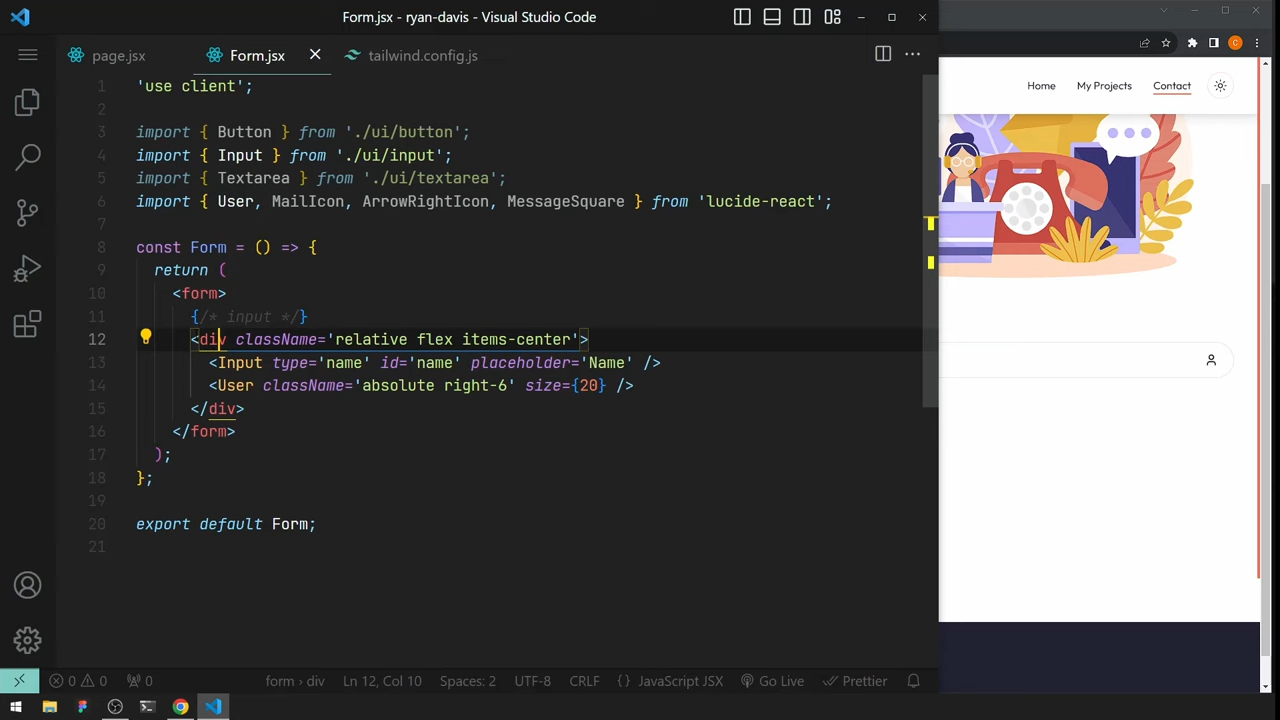 Form.jsx - ryan-davis - Visual Studio Code
page.jsx
Form.jsx
tailwind.config.js
1 'use client';
2
3 import { Button } from './ui/button';
4 import { Input } from './ui/input';
5 import { Textarea } from './ui/textarea';
6 import { User, MailIcon, ArrowRightIcon, MessageSquare } from 'lucide-react';
7
8 const Form = () => {
9 return (
10 <form>
11 {/* input */}
12 <div className='relative flex items-center'>
13 <Input type='name' id='name' placeholder='Name' />
14 <User className='absolute right-6' size={20} />
15 </div>
16 </form>
17 );
18 };
19
20 export default Form;
21
Home My Projects Contact
C
0 0 0 form › div Ln 12, Col 10 Spaces: 2 UTF-8 CRLF { } JavaScript JSX Go Live Prettier